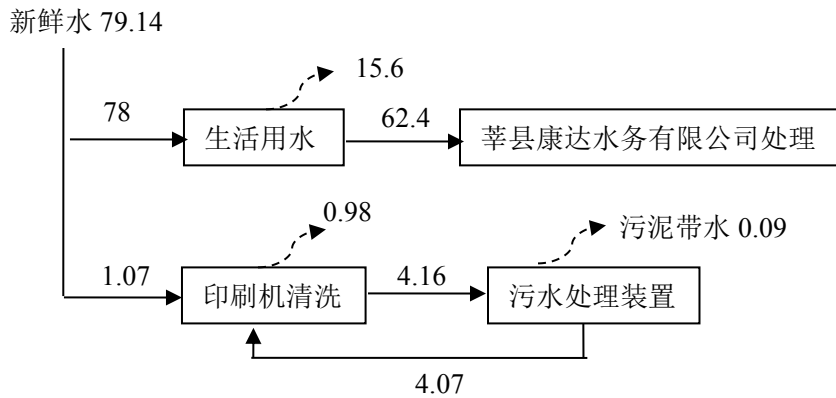 新鲜水 79.14
15.6
78
生活用水
62.4
莘县康达水务有限公司处理
0.98
污泥带水 0.09
1.07
印刷机清洗
4.16
污水处理装置
4.07